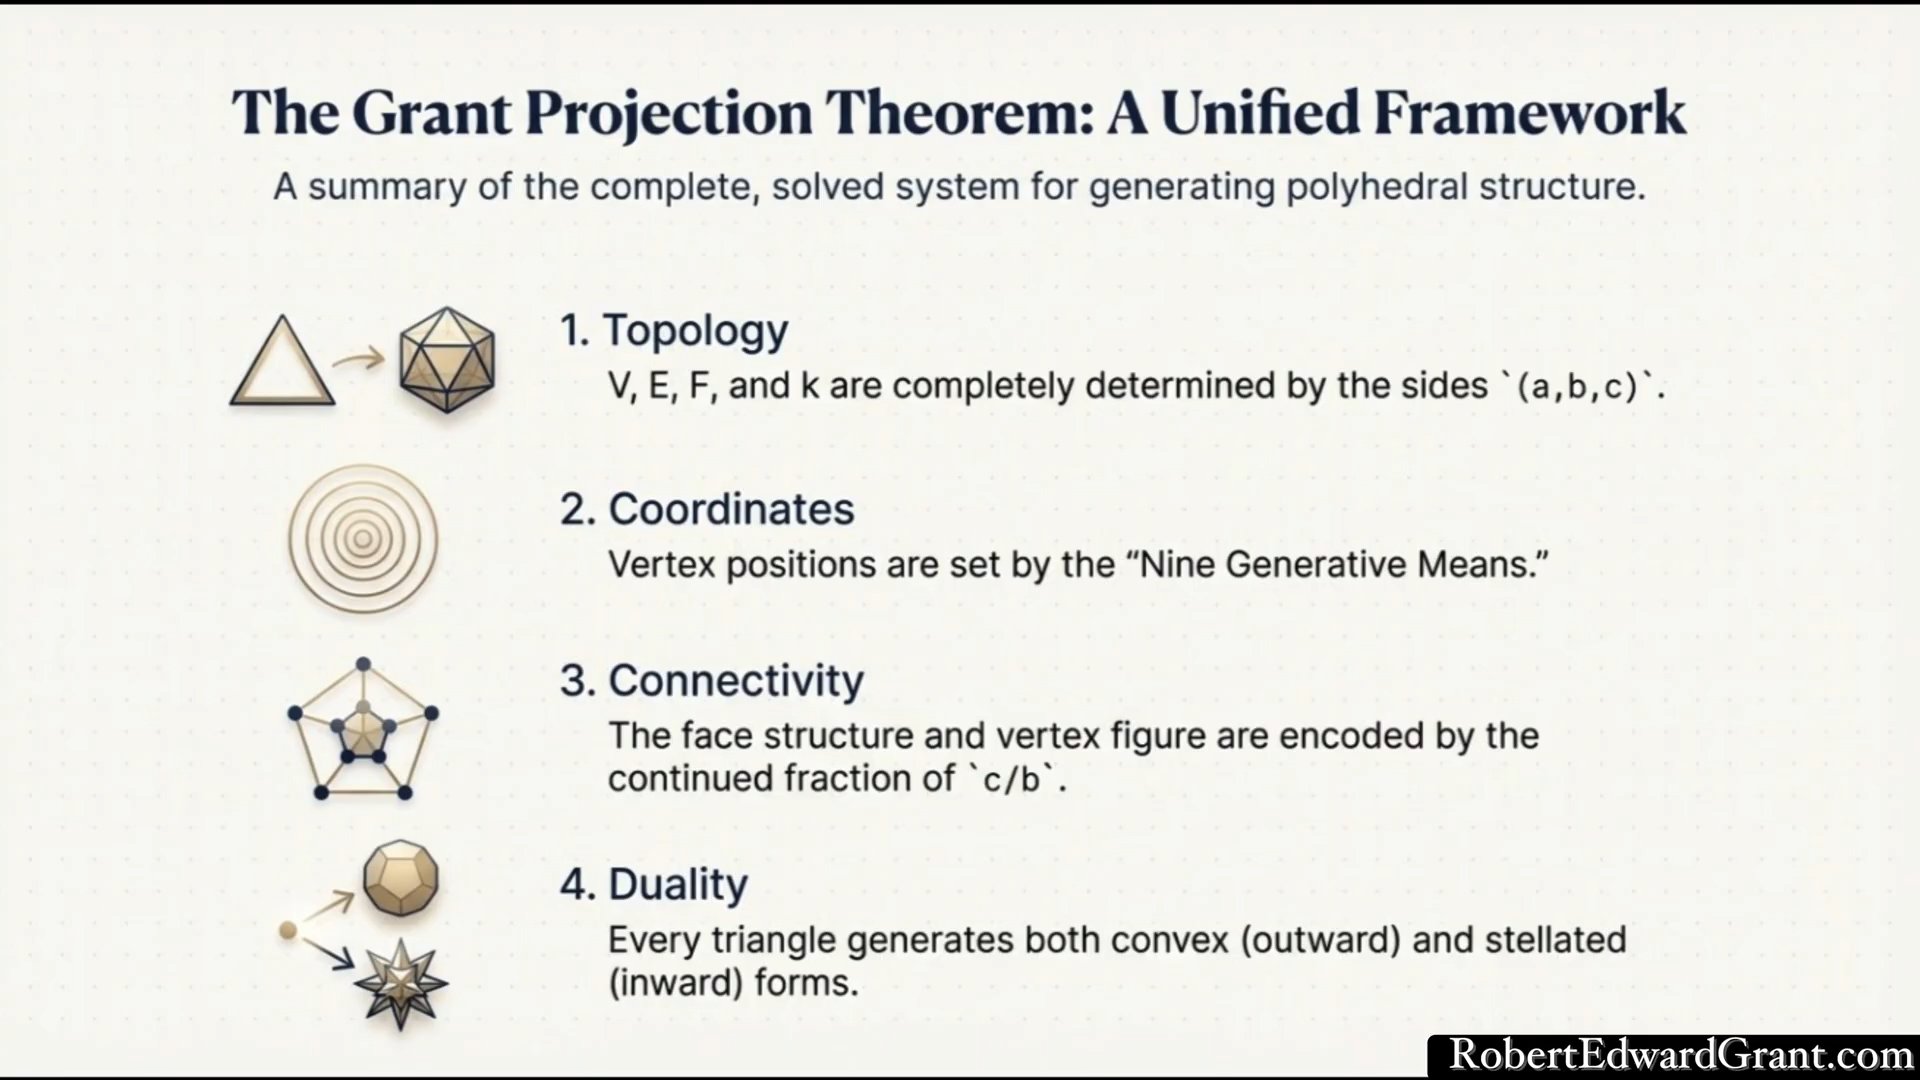 The Grant Projection Theorem: A Unified Framework
A summary of the complete, solved system for generating polyhedral structure.
1. Topology
V, E, F, and k are completely determined by the sides `(a,b,c)`.
2. Coordinates
Vertex positions are set by the “Nine Generative Means.”
3. Connectivity
The face structure and vertex figure are encoded by the
continued fraction of `c/b`.
4. Duality
Every triangle generates both convex (outward) and stellated
(inward) forms.
RobertEdwardGrant.com